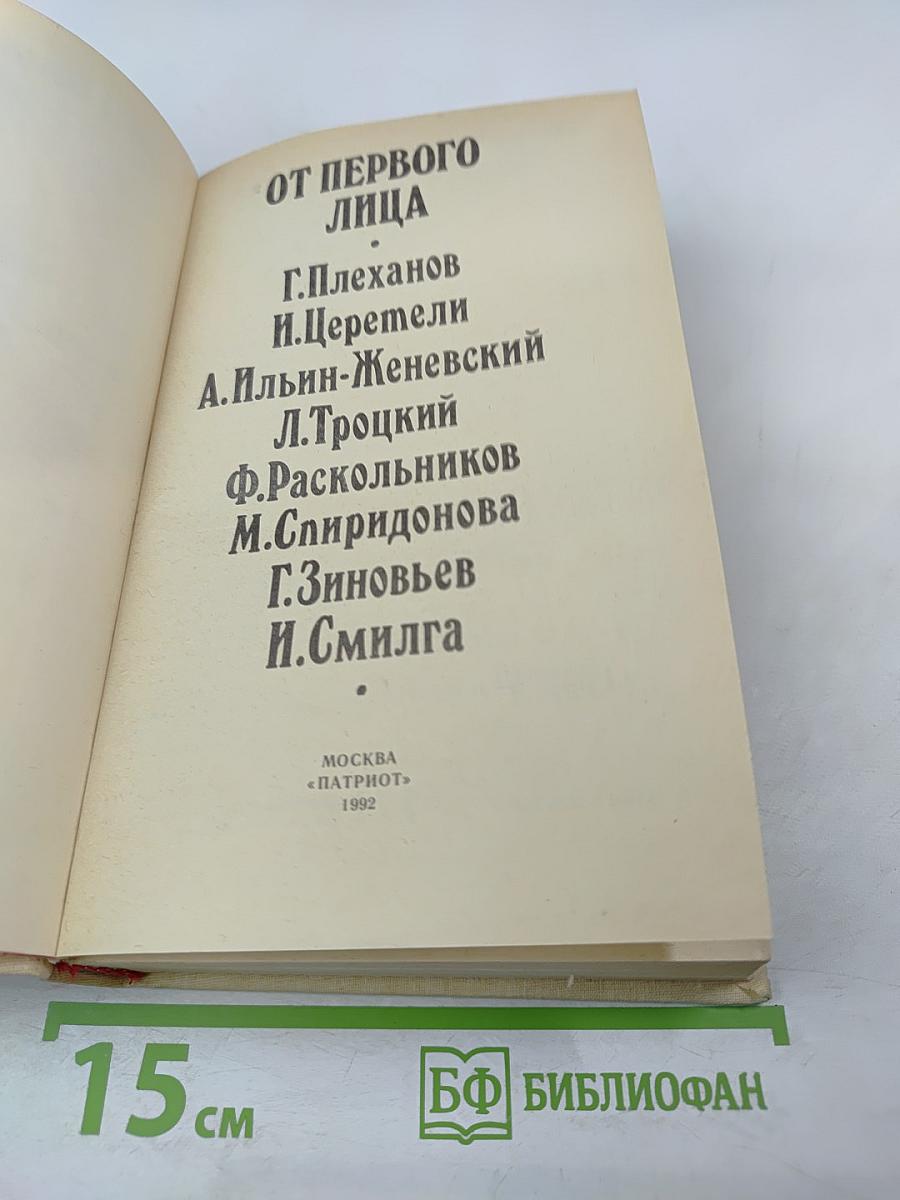 ОТ ПЕРВОГО
ЛИЦА
Г.Плеханов
И.Церетели
А.Ильин-Женевский
Л.Троцкий
Ф.Раскольников
М.Спиридонова
Г.Зиновьев
И.Смилга
МОСКВА
«ПАТРИОТ»
1992
15 см
БФ БИБЛИОФАН